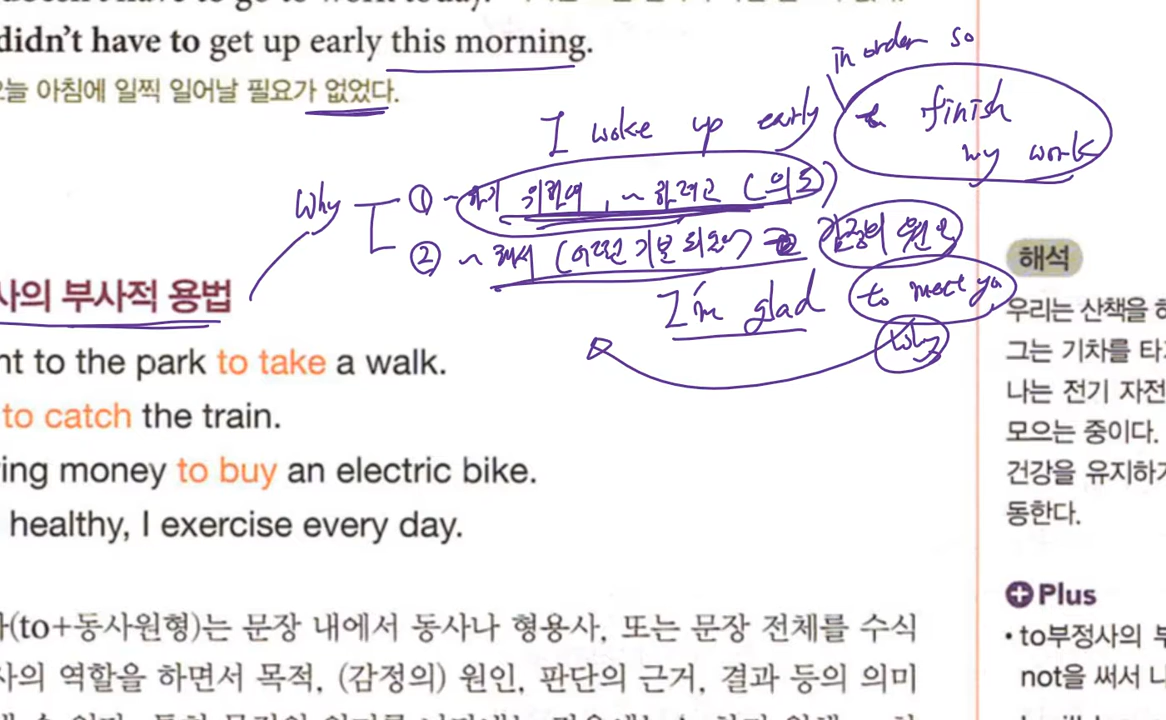 didn't have to get up early this morning.
오늘 아침에 일찍 일어날 필요가 없었다.
in order so
I woke up early
finish
my work
Why
① ~하기 위하여, ~하려고 (의도)
② ~해서 (어떤 기분 되었어) 감정의 원인
I'm glad to meet you
why
사의 부사적 용법
nt to the park to take a walk.
to catch the train.
ing money to buy an electric bike.
healthy, I exercise every day.
(to+동사원형)는 문장 내에서 동사나 형용사, 또는 문장 전체를 수식
사의 역할을 하면서 목적, (감정의) 원인, 판단의 근거, 결과 등의 의미
해석
우리는 산책을 하
그는 기차를 타
나는 전기 자전
모으는 중이다.
건강을 유지하기
동한다.
Plus
• to부정사의 부
not을 써서 나